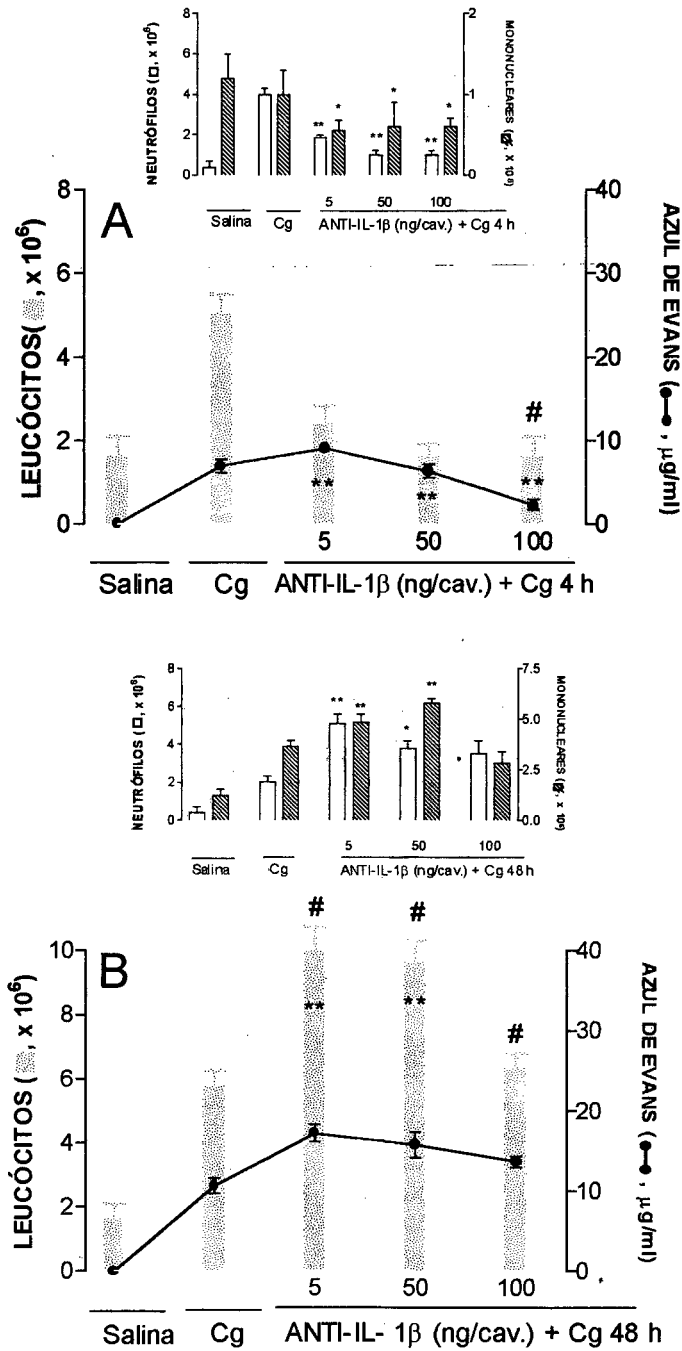 NEUTRÓFILOS (□, x 10⁶)
8
6
4
2
0
MONONUCLEARES
2
1
0
** * ** * ** *
5 50 100
Salina Cg ANTI-IL-1β (ng/cav.) + Cg 4 h
A
LEUCÓCITOS( , x 10⁶)
8
6
4
2
0
AZUL DE EVANS ( , μg/ml)
40
30
20
10
0
#
** ** **
5 50 100
Salina Cg ANTI-IL-1β (ng/cav.) + Cg 4 h
NEUTRÓFILOS (□, x 10⁶)
8
6
4
2
0
MONONUCLEARES ( , x 10⁶)
7.5
5.0
2.5
0.0
** ** * **
5 50 100
Salina Cg ANTI-IL-1β (ng/cav.) + Cg 48 h
B
LEUCÓCITOS ( , x 10⁶)
10
8
6
4
2
0
AZUL DE EVANS ( , μg/ml)
40
30
20
10
0
# # #
** **
5 50 100
Salina Cg ANTI-IL- 1β (ng/cav.) + Cg 48 h